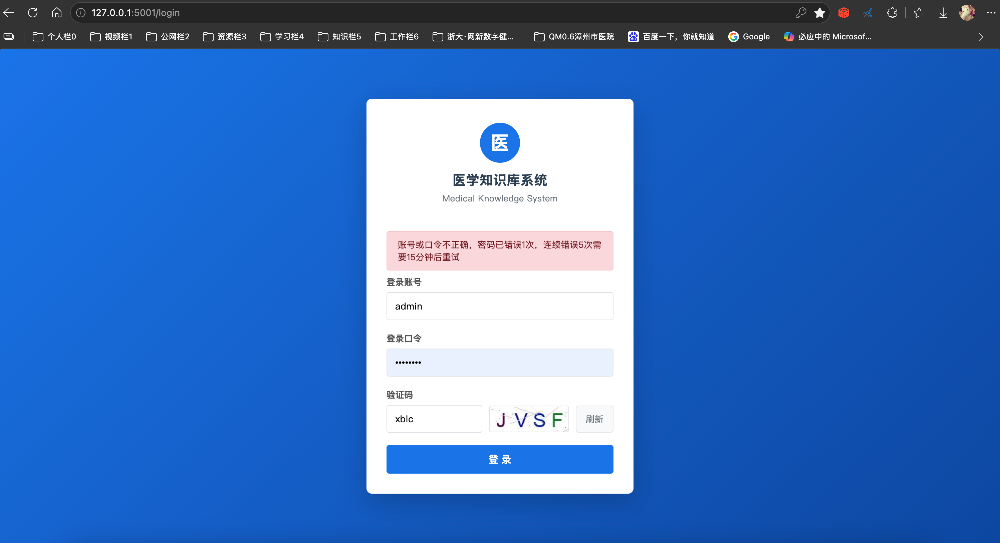 127.0.0.1:5001/login
个人栏0
视频栏1
公网栏2
资源栏3
学习栏4
知识栏5
工作栏6
浙大·网新数字健...
QM0.6漳州市医院
百度一下，你就知道
Google
必应中的 Microsof...
医
医学知识库系统
Medical Knowledge System
账号或口令不正确，密码已错误1次，连续错误5次需
要15分钟后重试
登录账号
admin
登录口令
••••••••
验证码
xblc
J V S F
刷新
登 录